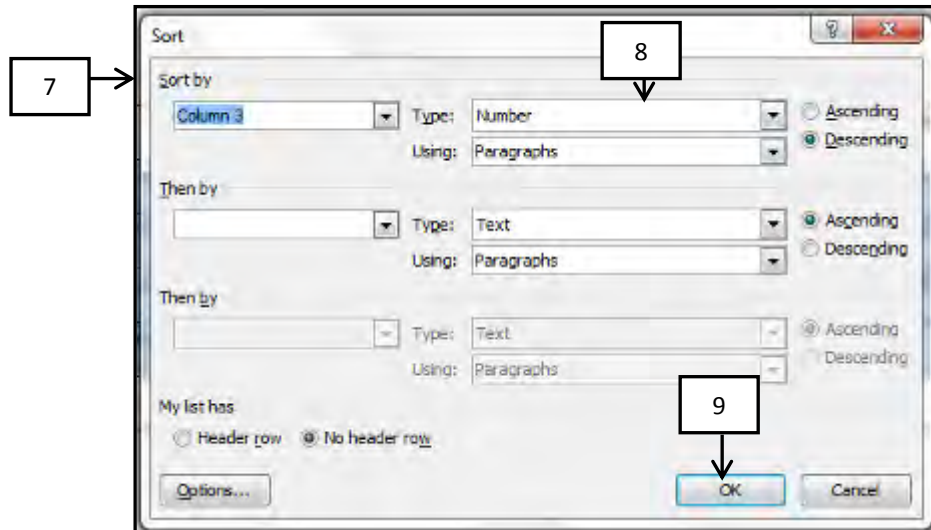 Sort
8
7
Sort by
Column 3 Type: Number Ascending
Using: Paragraphs Descending
Then by
Type: Text Ascending
Using: Paragraphs Descending
Then by
Type: Text Ascending
Using: Paragraphs Descending
My list has
9
Header row No header row
Options... OK Cancel